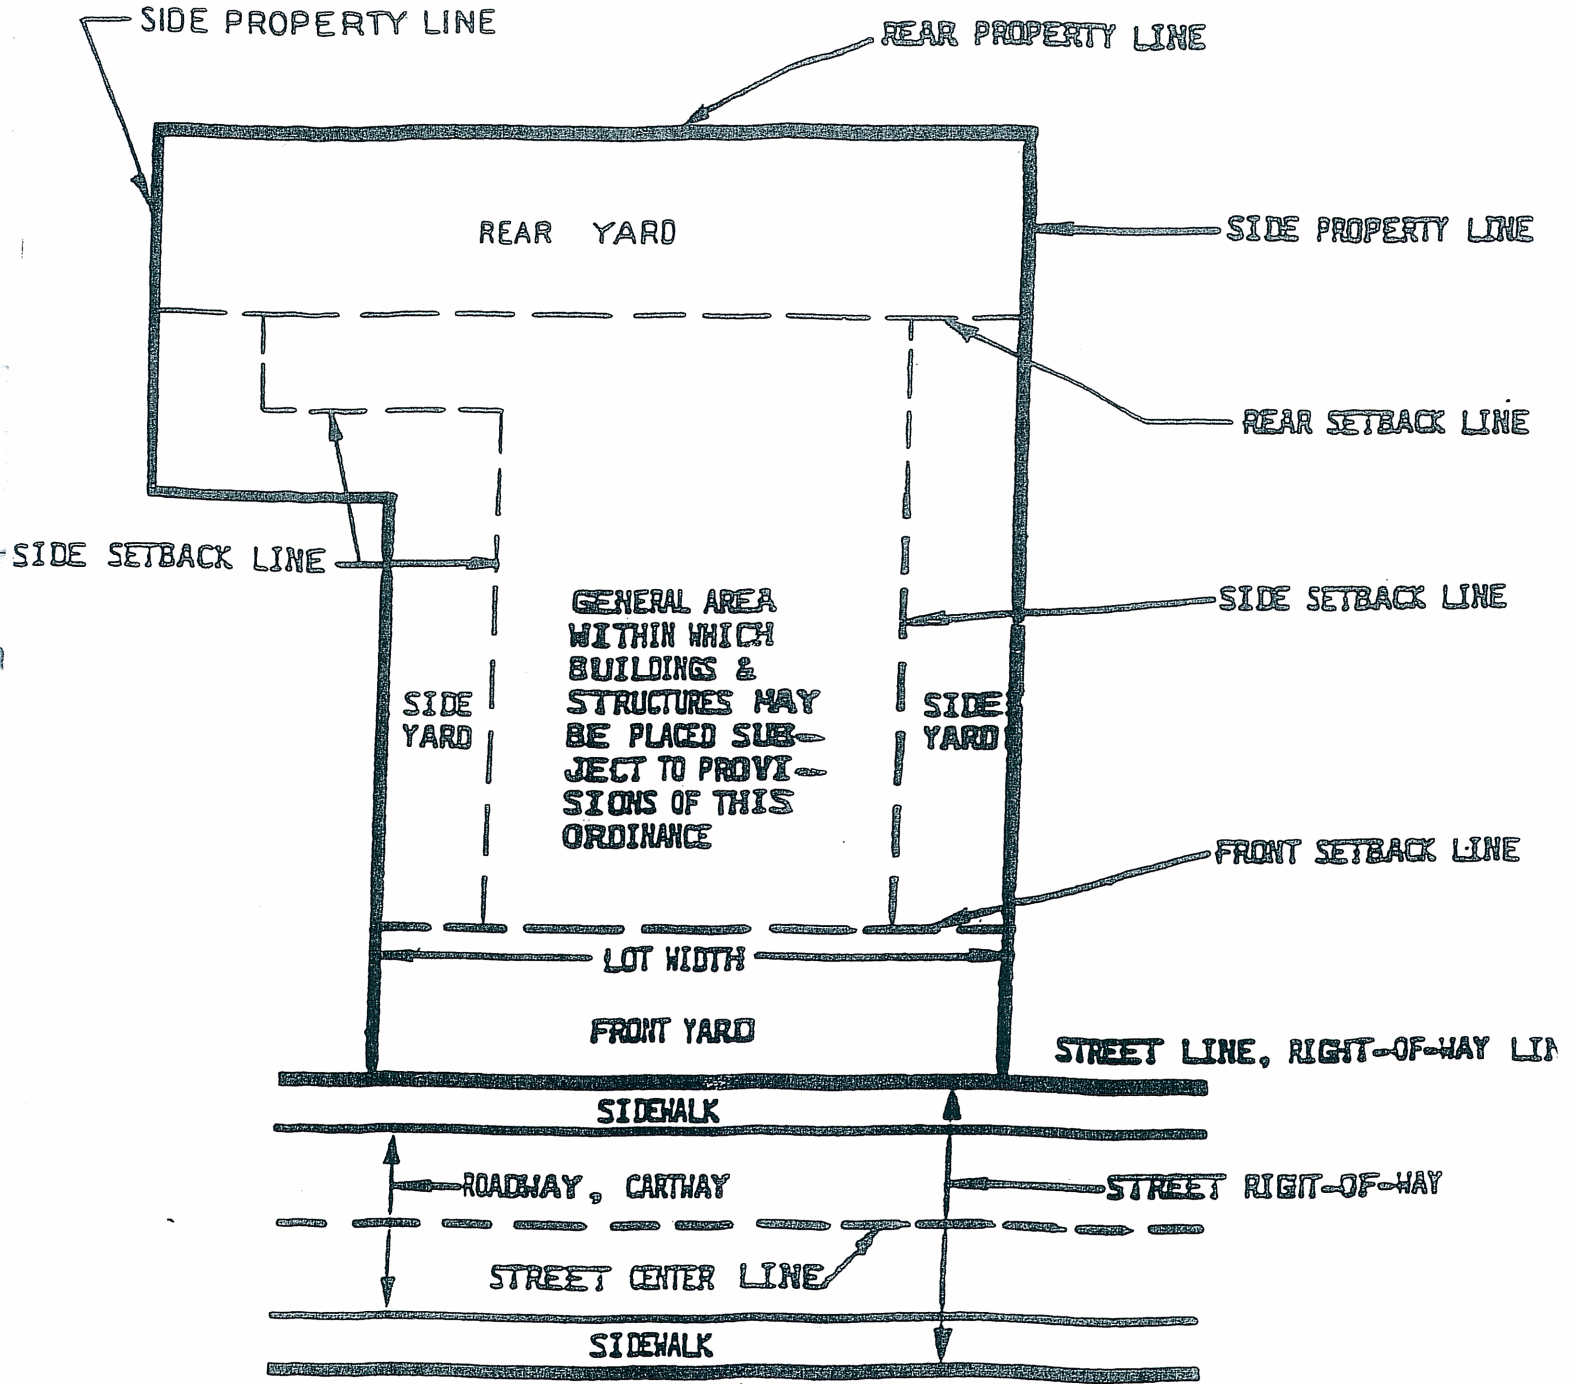 SIDE PROPERTY LINE
REAR PROPERTY LINE
REAR YARD
SIDE PROPERTY LINE
REAR SETBACK LINE
SIDE SETBACK LINE
GENERAL AREA
WITHIN WHICH
BUILDINGS &
STRUCTURES MAY
BE PLACED SUB-
JECT TO PROVI-
SIONS OF THIS
ORDINANCE
SIDE SETBACK LINE
SIDE
YARD
SIDE
YARD
FRONT SETBACK LINE
LOT WIDTH
FRONT YARD
STREET LINE, RIGHT-OF-WAY LIN
SIDEWALK
ROADWAY, CARTWAY
STREET RIGHT-OF-WAY
STREET CENTER LINE
SIDEWALK